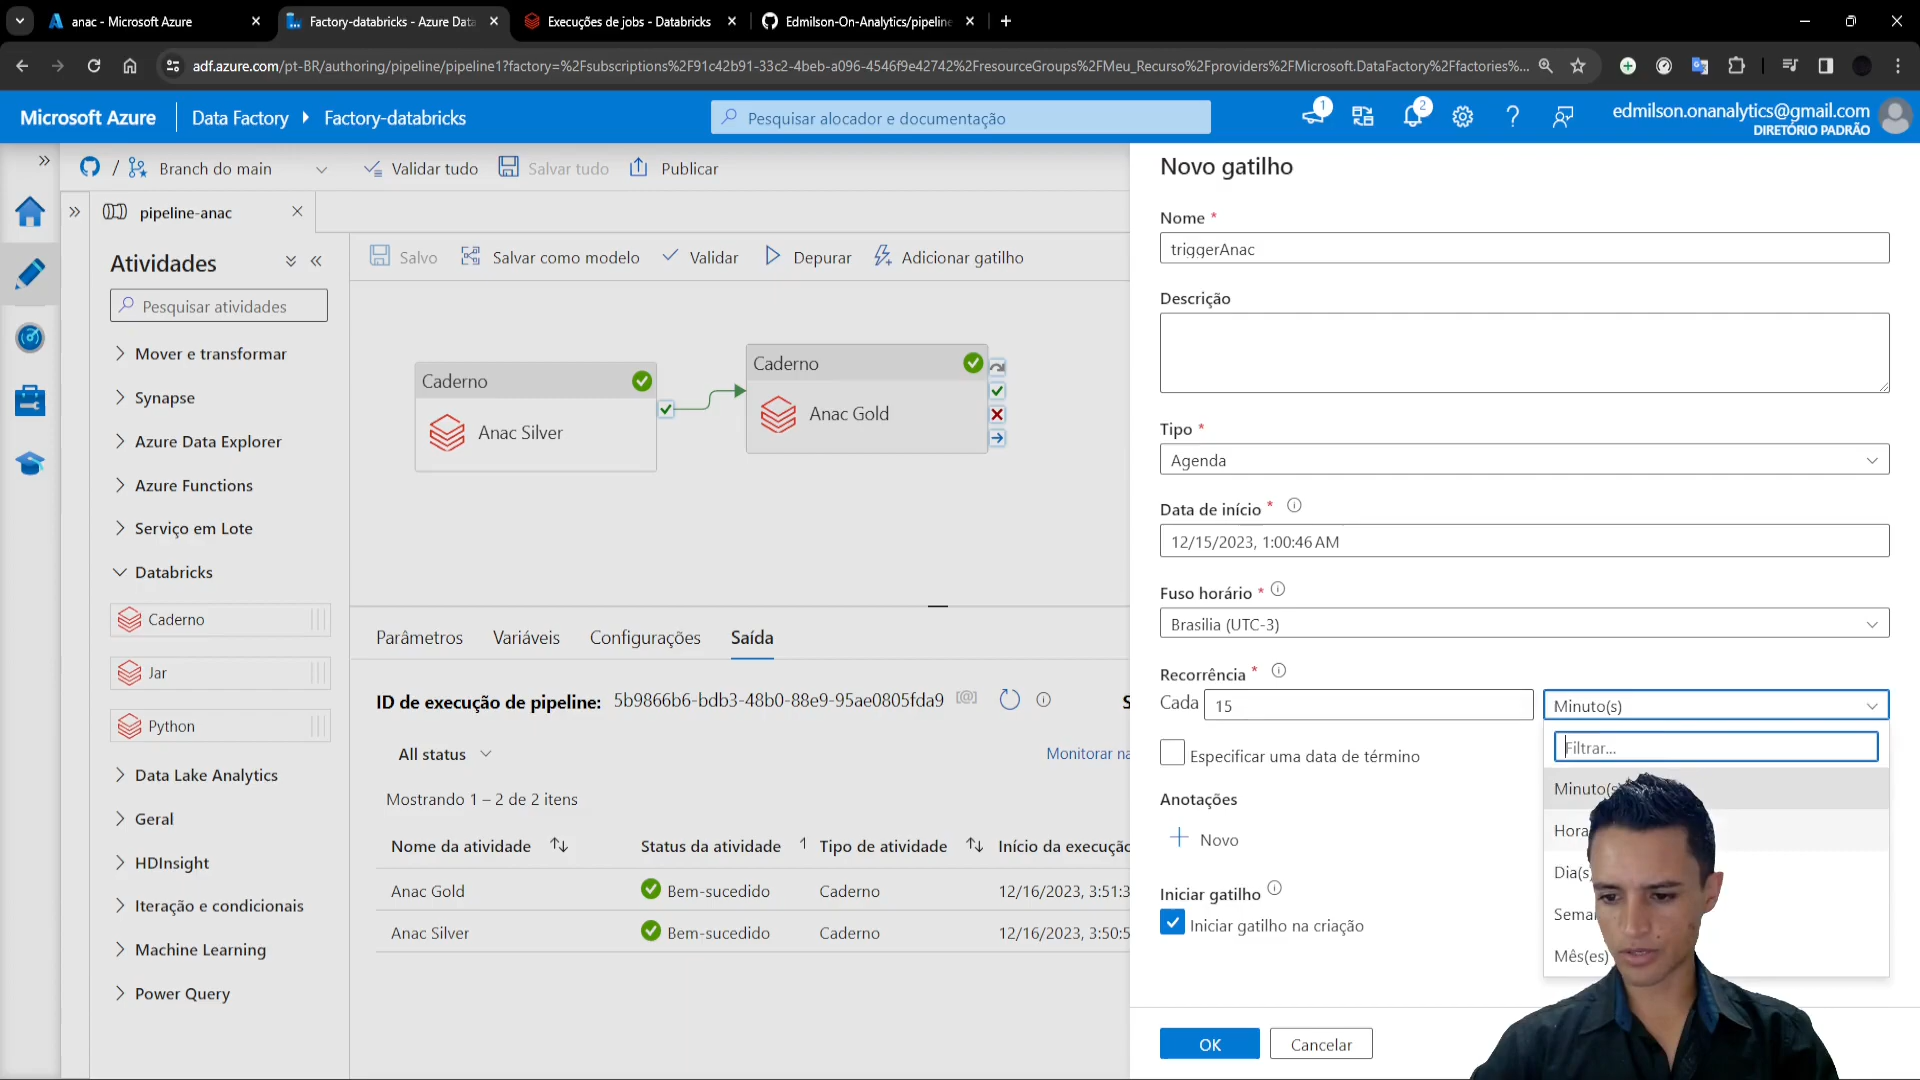 anac - Microsoft Azure
Factory-databricks - Azure Data
Execuções de jobs - Databricks
Edmilson-On-Analytics/pipeline
adf.azure.com/pt-BR/authoring/pipeline/pipeline1?factory=%2Fsubscriptions%2F91c42b91-33c2-4beb-a096-4546f9e42742%2FresourceGroups%2FMeu_Recurso%2Fproviders%2FMicrosoft.DataFactory%2Ffactories%...
Microsoft Azure
Data Factory
Factory-databricks
Pesquisar alocador e documentação
1
2
edmilson.onanalytics@gmail.com
DIRETÓRIO PADRÃO
/
Branch do main
Validar tudo
Salvar tudo
Publicar
pipeline-anac
Atividades
Pesquisar atividades
Mover e transformar
Synapse
Azure Data Explorer
Azure Functions
Serviço em Lote
Databricks
Caderno
Jar
Python
Data Lake Analytics
Geral
HDInsight
Iteração e condicionais
Machine Learning
Power Query
Salvo
Salvar como modelo
Validar
Depurar
Adicionar gatilho
Caderno
Anac Silver
Caderno
Anac Gold
Parâmetros
Variáveis
Configurações
Saída
ID de execução de pipeline:
5b9866b6-bdb3-48b0-88e9-95ae0805fda9
All status
Monitorar na
Mostrando 1 – 2 de 2 itens
Nome da atividade
Status da atividade
Tipo de atividade
Início da execução
Anac Gold
Bem-sucedido
Caderno
12/16/2023, 3:51:3
Anac Silver
Bem-sucedido
Caderno
12/16/2023, 3:50:5
Novo gatilho
Nome *
triggerAnac
Descrição
Tipo *
Agenda
Data de início *
12/15/2023, 1:00:46 AM
Fuso horário *
Brasilia (UTC-3)
Recorrência *
Cada
15
Minuto(s)
Filtrar...
Minuto(s
Hora
Dia(s
Sema
Mês(es)
Especificar uma data de término
Anotações
Novo
Iniciar gatilho
Iniciar gatilho na criação
OK
Cancelar